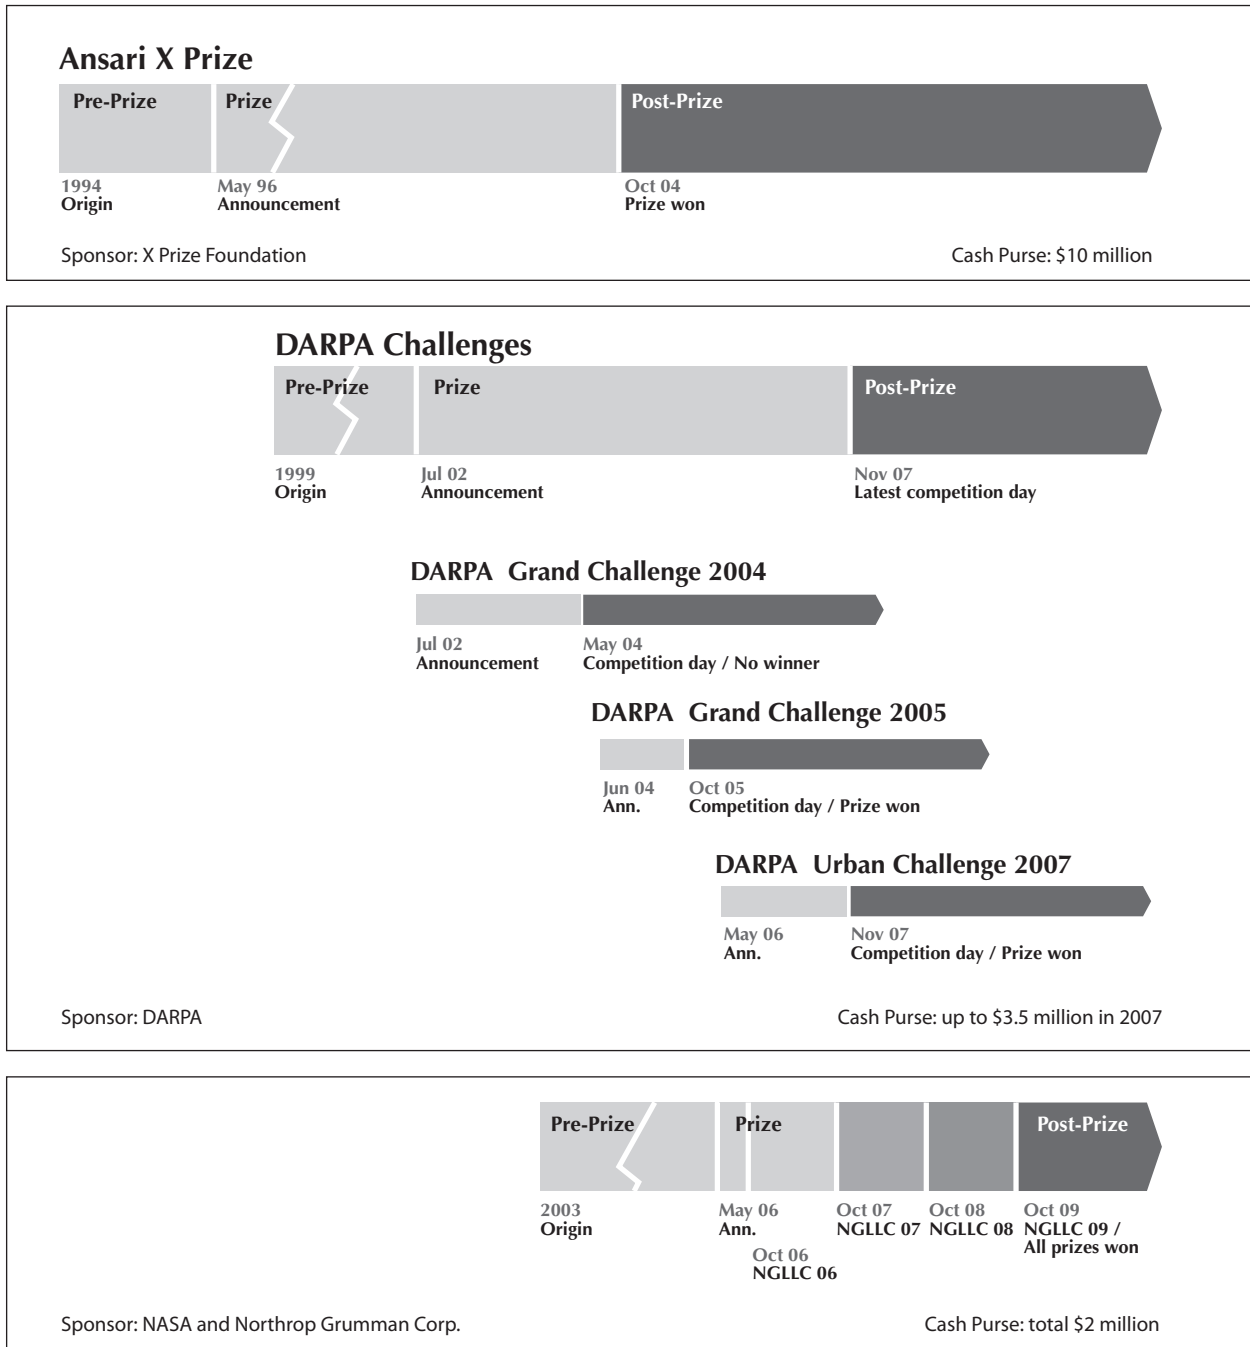 Ansari X Prize
Pre-Prize Prize Post-Prize
1994 May 96 Oct 04
Origin Announcement Prize won
Sponsor: X Prize Foundation Cash Purse: $10 million
DARPA Challenges
Pre-Prize Prize Post-Prize
1999 Jul 02 Nov 07
Origin Announcement Latest competition day
DARPA Grand Challenge 2004
Jul 02 May 04
Announcement Competition day / No winner
DARPA Grand Challenge 2005
Jun 04 Oct 05
Ann. Competition day / Prize won
DARPA Urban Challenge 2007
May 06 Nov 07
Ann. Competition day / Prize won
Sponsor: DARPA Cash Purse: up to $3.5 million in 2007
Pre-Prize Prize Post-Prize
2003 May 06 Oct 07 Oct 08 Oct 09
Origin Ann. NGLLC 07 NGLLC 08 NGLLC 09 /
All prizes won
Oct 06
NGLLC 06
Sponsor: NASA and Northrop Grumman Corp. Cash Purse: total $2 million